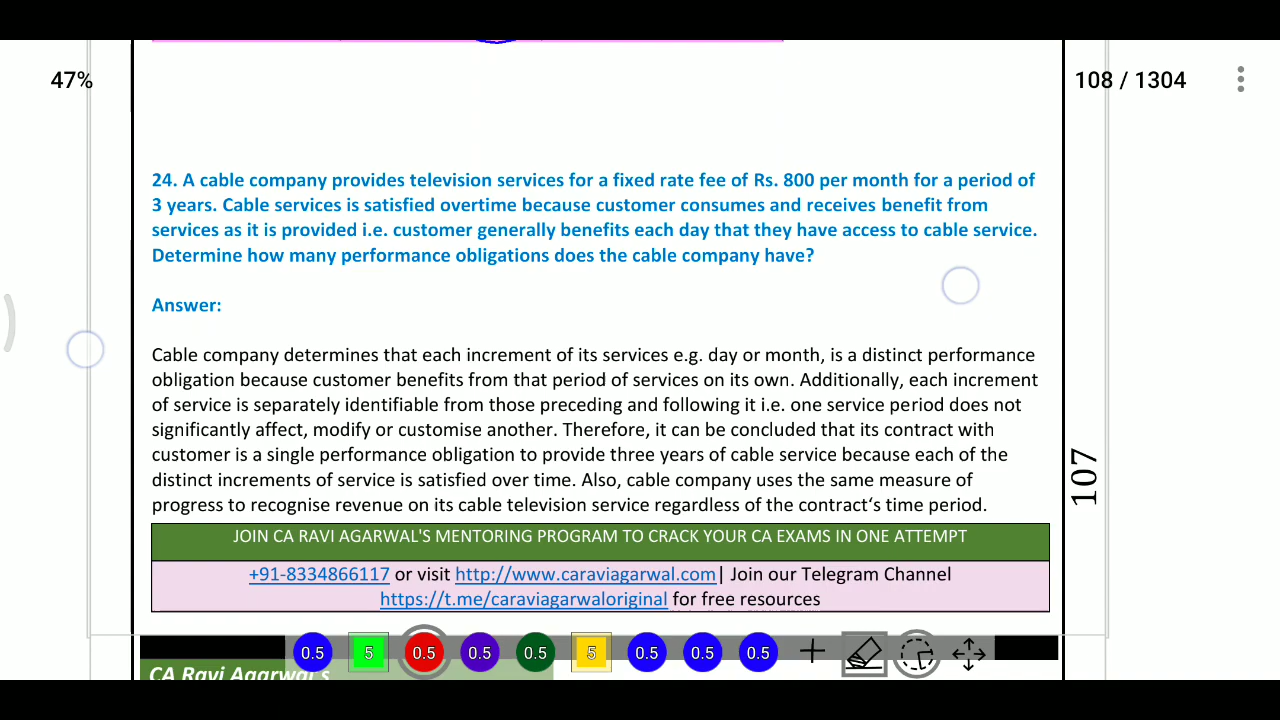 47%
108 / 1304
24. A cable company provides television services for a fixed rate fee of Rs. 800 per month for a period of
3 years. Cable services is satisfied overtime because customer consumes and receives benefit from
services as it is provided i.e. customer generally benefits each day that they have access to cable service.
Determine how many performance obligations does the cable company have?
Answer:
Cable company determines that each increment of its services e.g. day or month, is a distinct performance
obligation because customer benefits from that period of services on its own. Additionally, each increment
of service is separately identifiable from those preceding and following it i.e. one service period does not
significantly affect, modify or customise another. Therefore, it can be concluded that its contract with
customer is a single performance obligation to provide three years of cable service because each of the
distinct increments of service is satisfied over time. Also, cable company uses the same measure of
progress to recognise revenue on its cable television service regardless of the contract‘s time period.
107
JOIN CA RAVI AGARWAL'S MENTORING PROGRAM TO CRACK YOUR CA EXAMS IN ONE ATTEMPT
+91-8334866117 or visit http://www.caraviagarwal.com| Join our Telegram Channel
https://t.me/caraviagarwaloriginal for free resources
0.5 5 0.5 0.5 0.5 5 0.5 0.5 0.5
CA Ravi Agarwal's